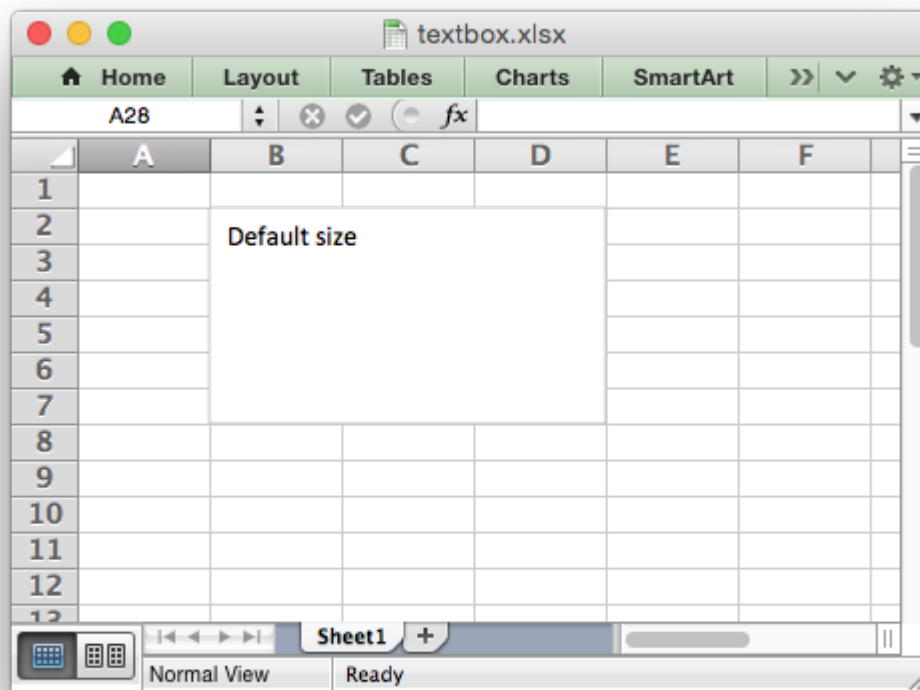 textbox.xlsx
Home Layout Tables Charts SmartArt
A28 fx
A B C D E F
1
2
Default size
3
4
5
6
7
8
9
10
11
12
13
Sheet1
Normal View Ready